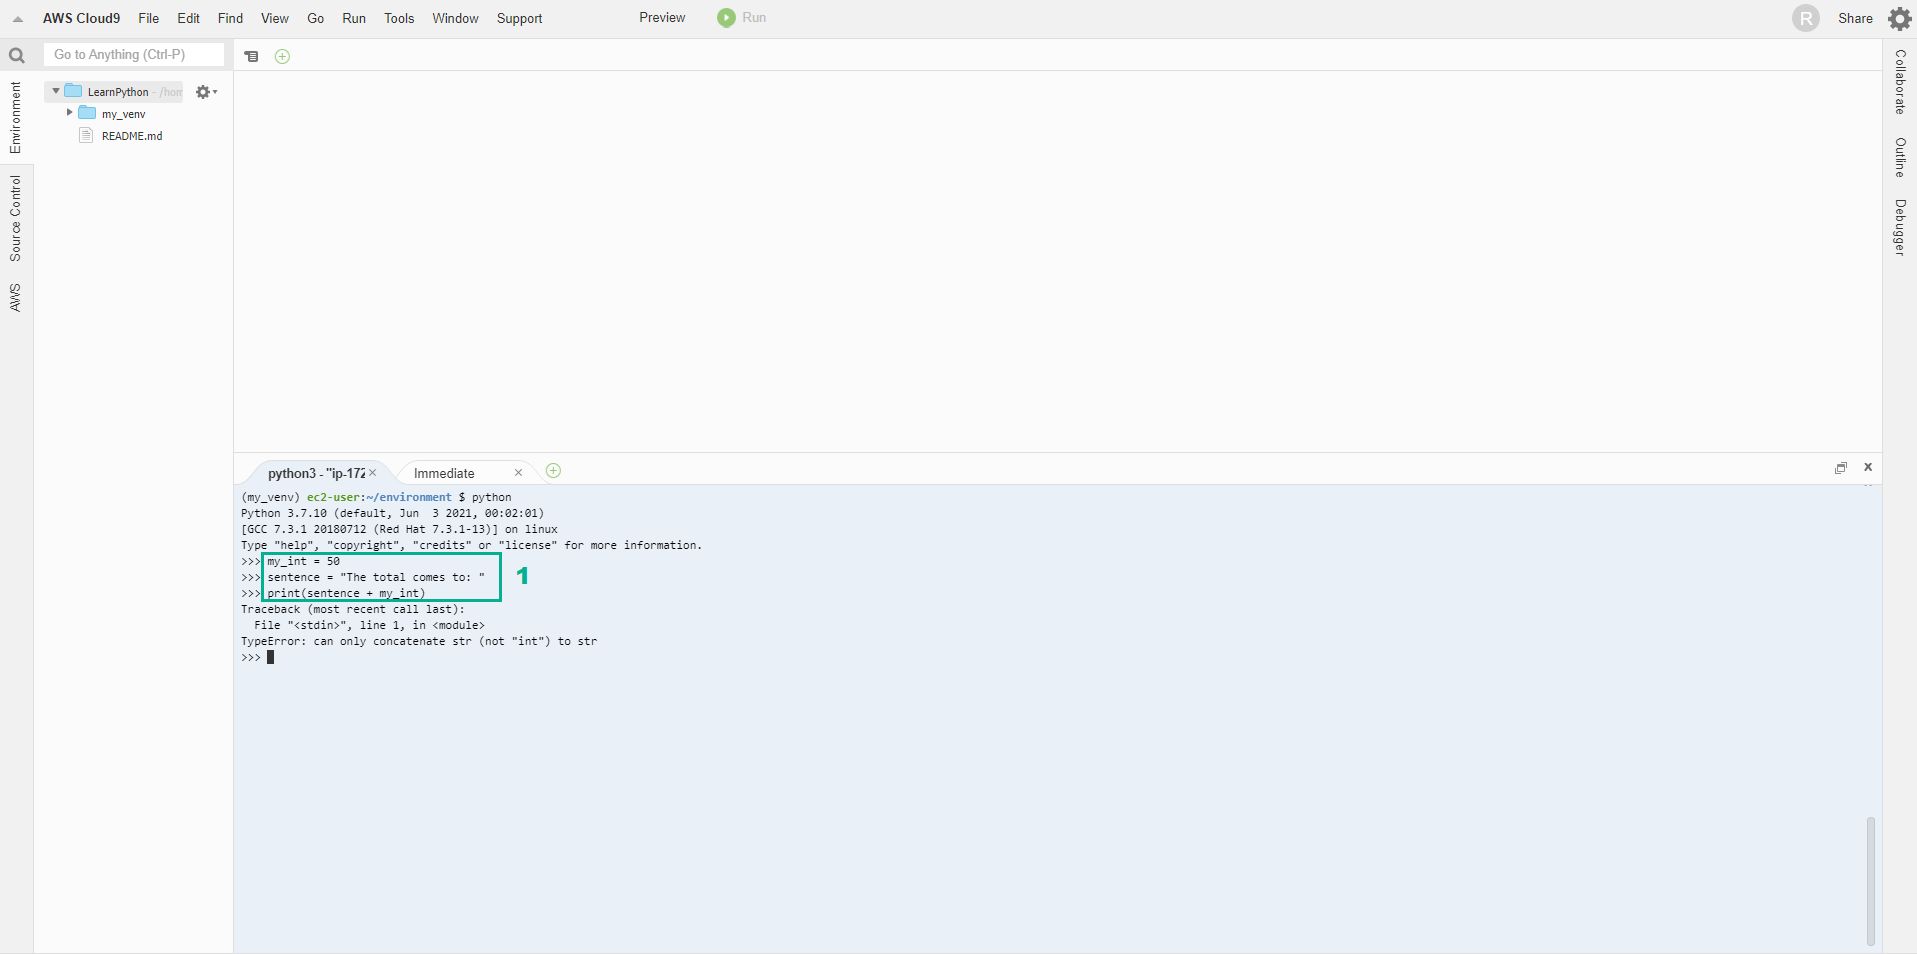 AWS Cloud9 File Edit Find View Go Run Tools Window Support Preview Run R Share
Go to Anything (Ctrl-P)
Environment
Source Control
AWS
LearnPython - /hom
my_venv
README.md
Collaborate
Outline
Debugger
python3 - "ip-172 × Immediate ×
(my_venv) ec2-user:~/environment $ python
Python 3.7.10 (default, Jun  3 2021, 00:02:01)
[GCC 7.3.1 20180712 (Red Hat 7.3.1-13)] on linux
Type "help", "copyright", "credits" or "license" for more information.
>>> my_int = 50
>>> sentence = "The total comes to: "
>>> print(sentence + my_int)
1
Traceback (most recent call last):
  File "<stdin>", line 1, in <module>
TypeError: can only concatenate str (not "int") to str
>>>